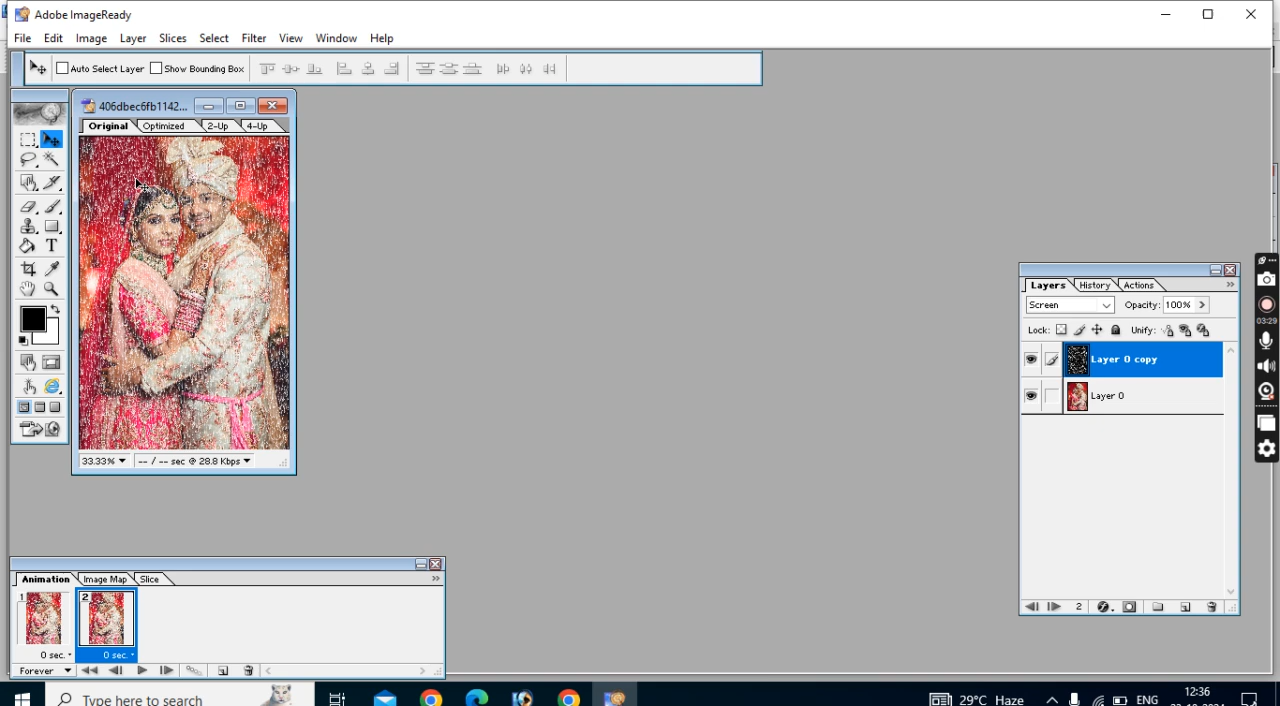 Adobe ImageReady
File Edit Image Layer Slices Select Filter View Window Help
Auto Select Layer Show Bounding Box
406dbec6fb1142...
Original Optimized 2-Up 4-Up
33.33% -- / -- sec @ 28.8 Kbps
Layers History Actions
Screen Opacity: 100%
Lock: Unify:
Layer 0 copy
Layer 0
2
03:29
Animation Image Map Slice
1 2
0 sec. 0 sec.
Forever
Type here to search
29°C Haze ENG
12:36